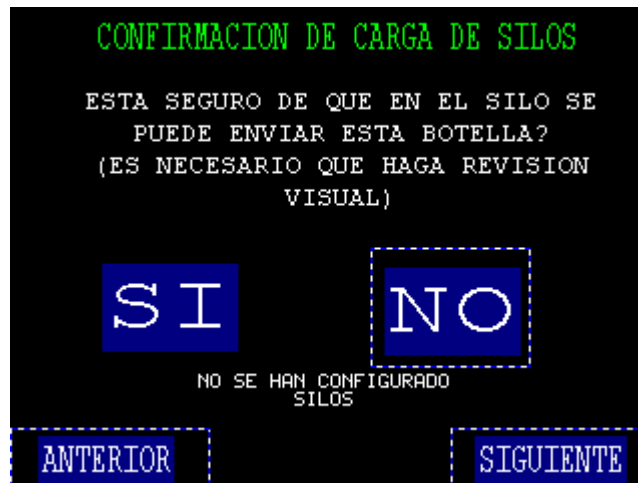 CONFIRMACION DE CARGA DE SILOS
ESTA SEGURO DE QUE EN EL SILO SE
PUEDE ENVIAR ESTA BOTELLA?
(ES NECESARIO QUE HAGA REVISION
VISUAL)
SI NO
NO SE HAN CONFIGURADO
SILOS
ANTERIOR SIGUIENTE